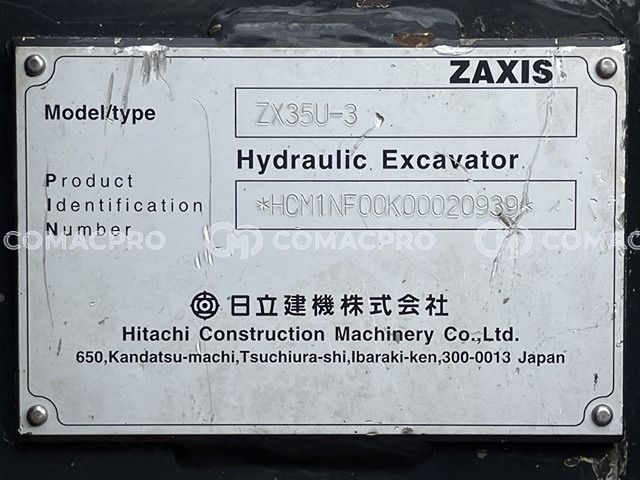 ZAXIS
Model/type ZX35U-3
Hydraulic Excavator
Product
Identification
Number
*HCM1NF00K00020939*
COMACPRO COMACPRO COMACPRO
日立建機株式会社
Hitachi Construction Machinery Co.,Ltd.
650,Kandatsu-machi,Tsuchiura-shi,Ibaraki-ken,300-0013 Japan